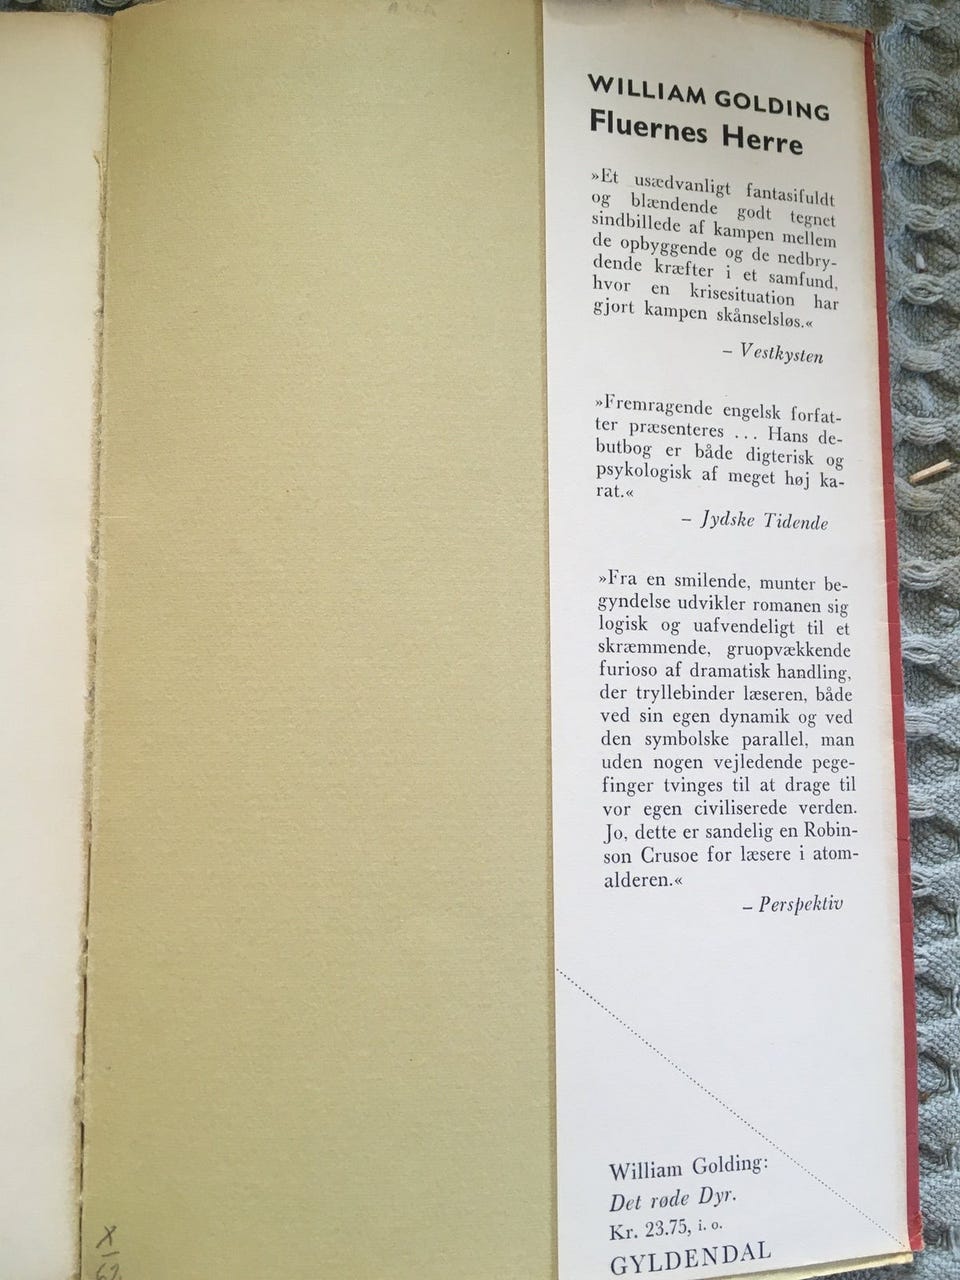 WILLIAM GOLDING
Fluernes Herre
»Et usædvanligt fantasifuldt
og blændende godt tegnet
sindbillede af kampen mellem
de opbyggende og de nedbry-
dende kræfter i et samfund,
hvor en krisesituation har
gjort kampen skånselsløs.«
– Vestkysten
»Fremragende engelsk forfat-
ter præsenteres ... Hans de-
butbog er både digterisk og
psykologisk af meget høj ka-
rat.«
– Jydske Tidende
»Fra en smilende, munter be-
gyndelse udvikler romanen sig
logisk og uafvendeligt til et
skræmmende, gruopvækkende
furioso af dramatisk handling,
der tryllebinder læseren, både
ved sin egen dynamik og ved
den symbolske parallel, man
uden nogen vejledende pege-
finger tvinges til at drage til
vor egen civiliserede verden.
Jo, dette er sandelig en Robin-
son Crusoe for læsere i atom-
alderen.«
– Perspektiv
William Golding:
Det røde Dyr.
Kr. 23.75, i. o.
GYLDENDAL
X
62